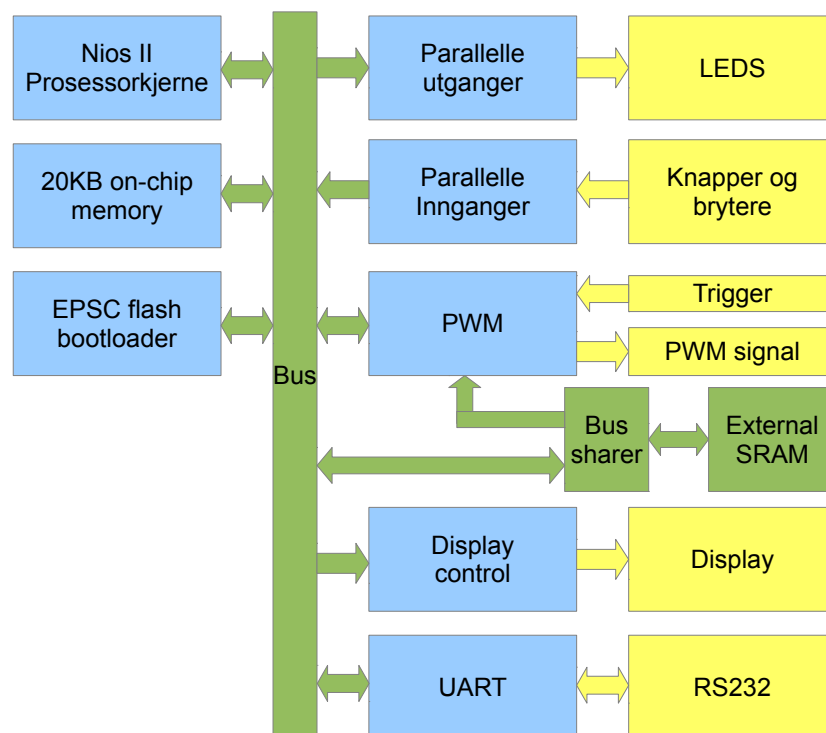 Nios II
Prosessorkjerne
Parallelle
utganger
LEDS
20KB on-chip
memory
Parallelle
Innganger
Knapper og
brytere
EPSC flash
bootloader
PWM
Trigger
PWM signal
Bus
Bus
sharer
External
SRAM
Display
control
Display
UART
RS232